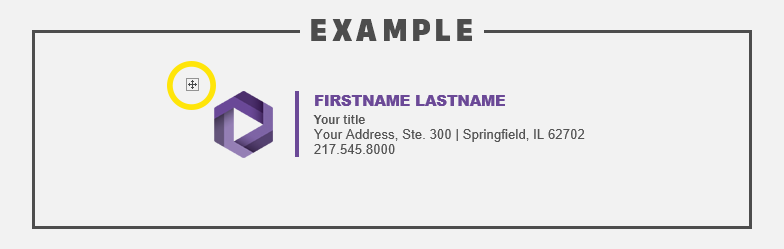 EXAMPLE
FIRSTNAME LASTNAME
Your title
Your Address, Ste. 300 | Springfield, IL 62702
217.545.8000